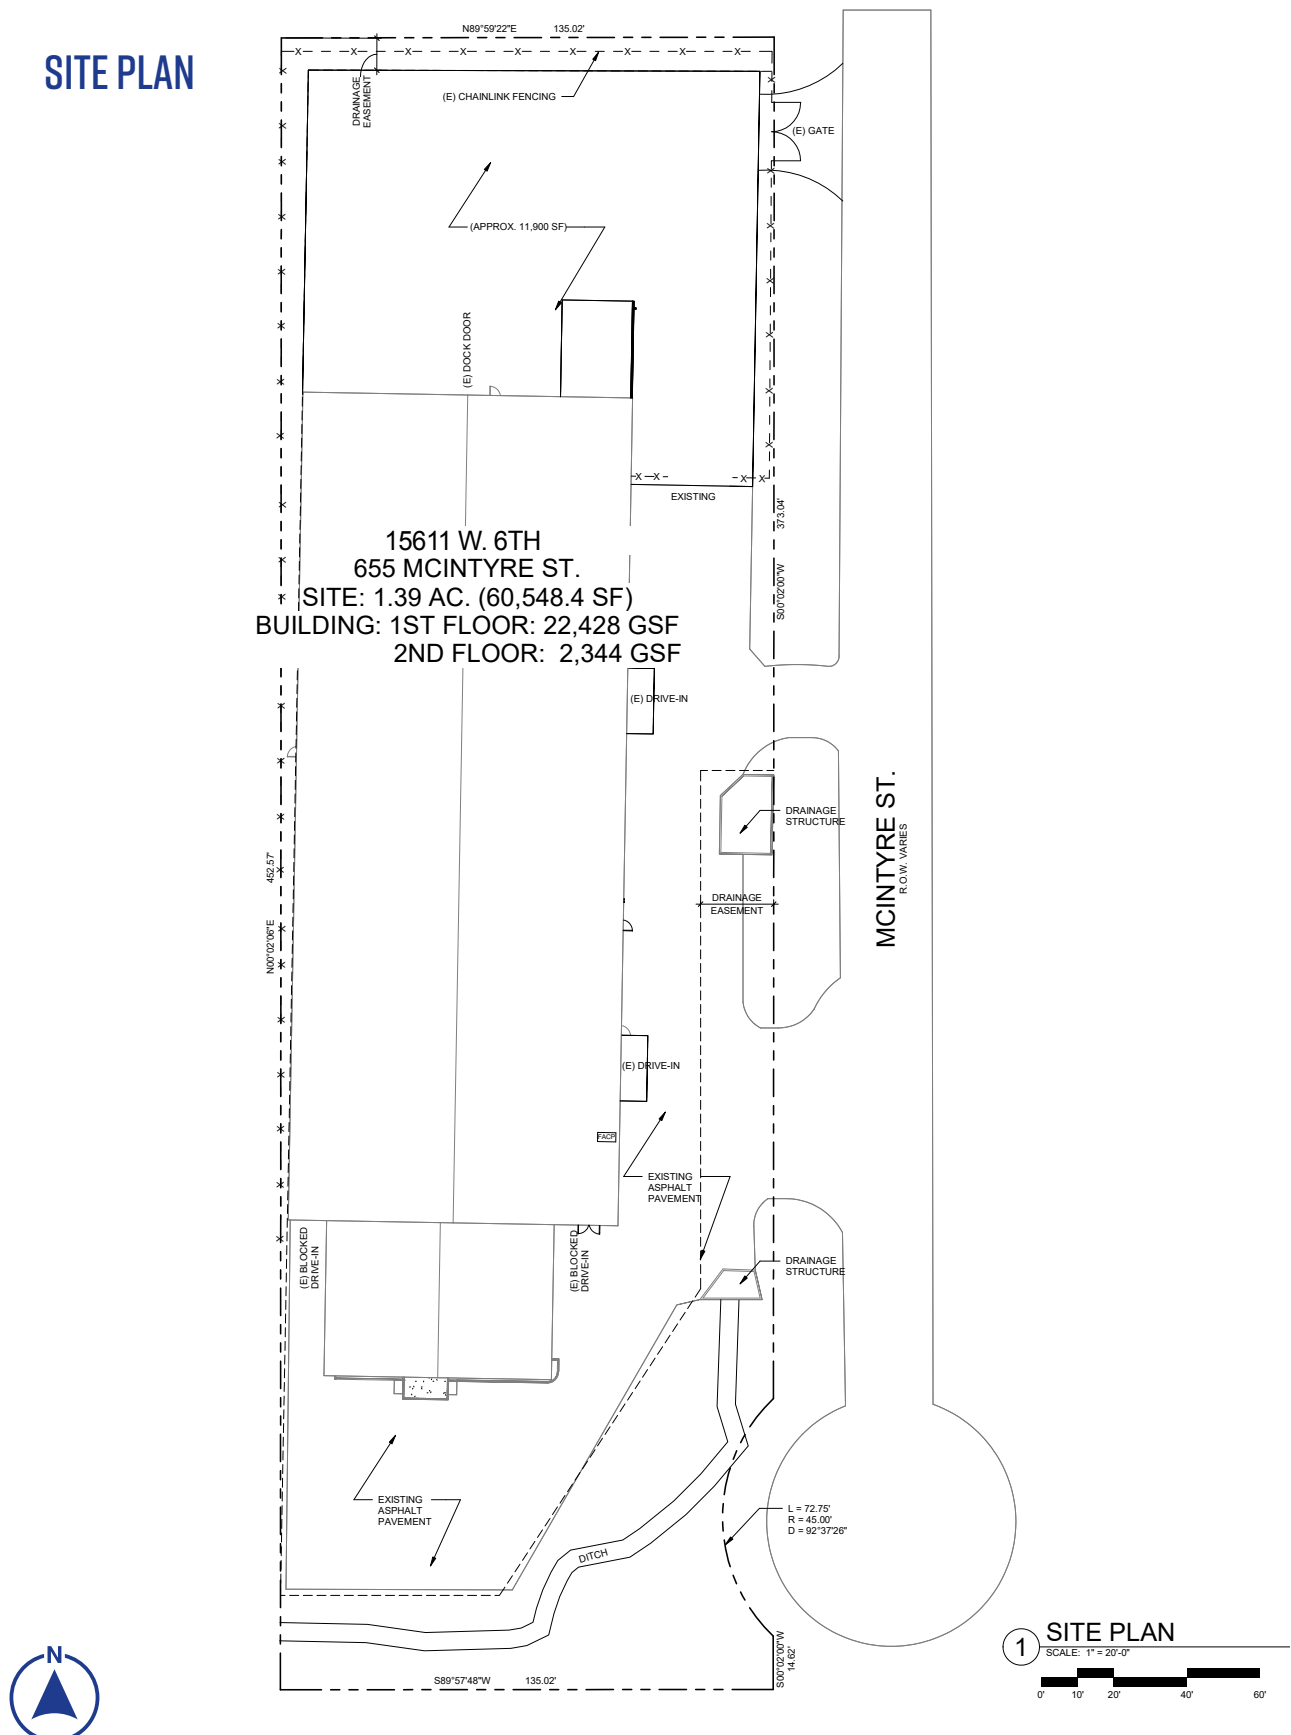 SITE PLAN
N89°59'22"E 135.02'
DRAINAGE
EASEMENT
(E) CHAINLINK FENCING
(E) GATE
(APPROX. 11,900 SF)
(E) DOCK DOOR
EXISTING
S00°02'00"W 373.04'
15611 W. 6TH
655 MCINTYRE ST.
SITE: 1.39 AC. (60,548.4 SF)
BUILDING: 1ST FLOOR: 22,428 GSF
2ND FLOOR: 2,344 GSF
(E) DRIVE-IN
DRAINAGE
STRUCTURE
MCINTYRE ST.
R.O.W. VARIES
N00°02'06"E 452.57'
DRAINAGE
EASEMENT
(E) DRIVE-IN
FACP
EXISTING
ASPHALT
PAVEMENT
(E) BLOCKED
DRIVE-IN
(E) BLOCKED
DRIVE-IN
DRAINAGE
STRUCTURE
EXISTING
ASPHALT
PAVEMENT
L = 72.75'
R = 45.00'
D = 92°37'26"
DITCH
S00°02'00"W
14.62'
S89°57'48"W 135.02'
N
1 SITE PLAN
SCALE: 1" = 20'-0"
0' 10' 20' 40' 60'